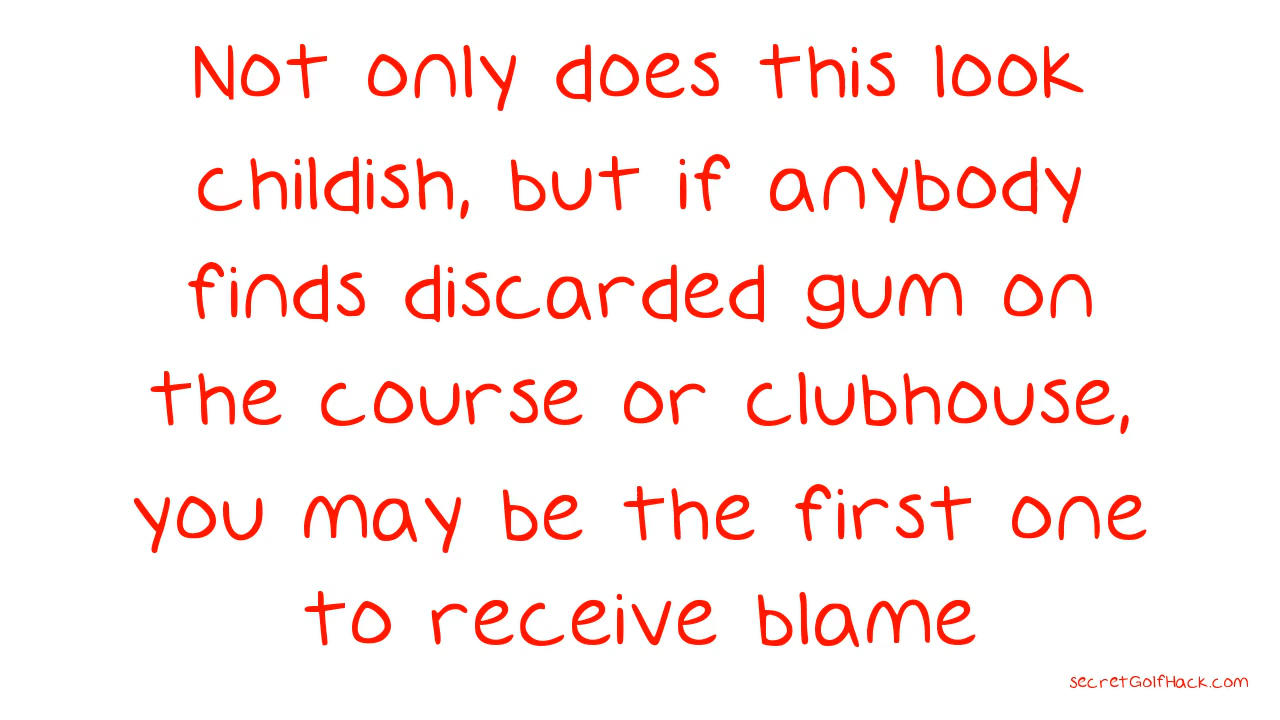 Not only does this look
childish, but if anybody
finds discarded gum on
the course or clubhouse,
you may be the first one
to receive blame
secretGolfHack.com